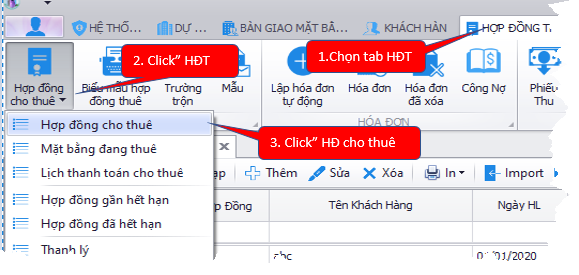 HỆ THỐ...
DỰ ...
BÀN GIAO MẶT BẰ...
KHÁCH HÀN
HỢP ĐỒNG T
1.Chọn tab HĐT
2. Click” HĐT
Hợp đồng cho thuê
Biểu mẫu hợp đồng thuê
Trường trộn
Mẫu
Lập hóa đơn tự động
Hóa đơn
Hóa đơn đã xóa
Công Nợ
Phiếu Thu
HÓA ĐƠN
3. Click” HĐ cho thuê
Hợp đồng cho thuê
Mặt bằng đang thuê
Lịch thanh toán cho thuê
Hợp đồng gần hết hạn
Hợp đồng đã hết hạn
Thanh lý
ạp Thêm Sửa Xóa In Import
Hợp Đồng Tên Khách Hàng Ngày HL
abc /01/2020